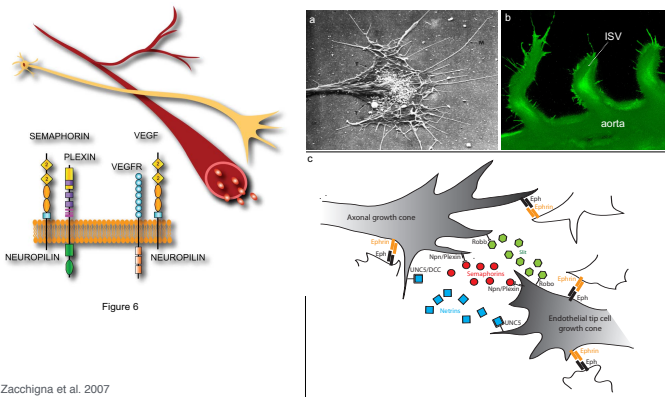 SEMAPHORIN
VEGF
PLEXIN
VEGFR
NEUROPILIN
NEUROPILIN
Figure 6
Zacchigna et al. 2007
a
M
b
ISV
aorta
c
Axonal growth cone
Eph
Ephrin
Ephrin
Eph
Robo
Slit
UNC5/DCC
Npn/Plexin
Semaphorins
Npn/Plexin
Robo
Netrins
UNC5
Ephrin
Eph
Endothelial tip cell
growth cone
Ephrin
Eph